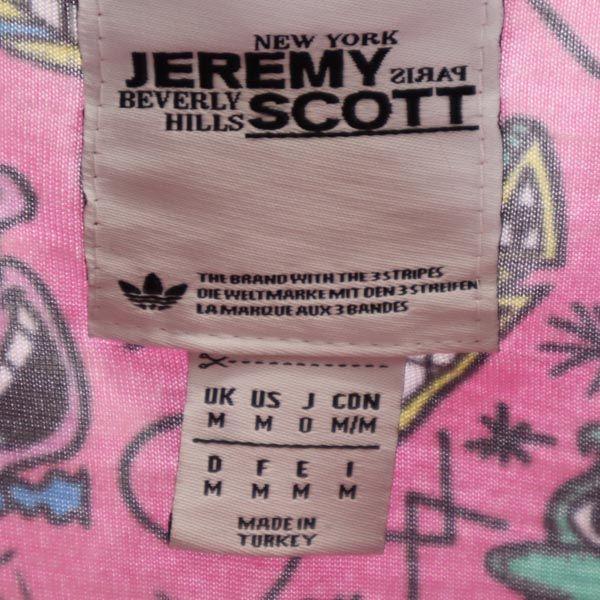 NEW YORK
JEREMY PARIS
BEVERLY SCOTT
HILLS
THE BRAND WITH THE 3 STRIPES
DIE WELTMARKE MIT DEN 3 STREIFEN
LA MARQUE AUX 3 BANDES
UK US J CDN
M M O M/M
D F E I
M M M M
MADE IN
TURKEY